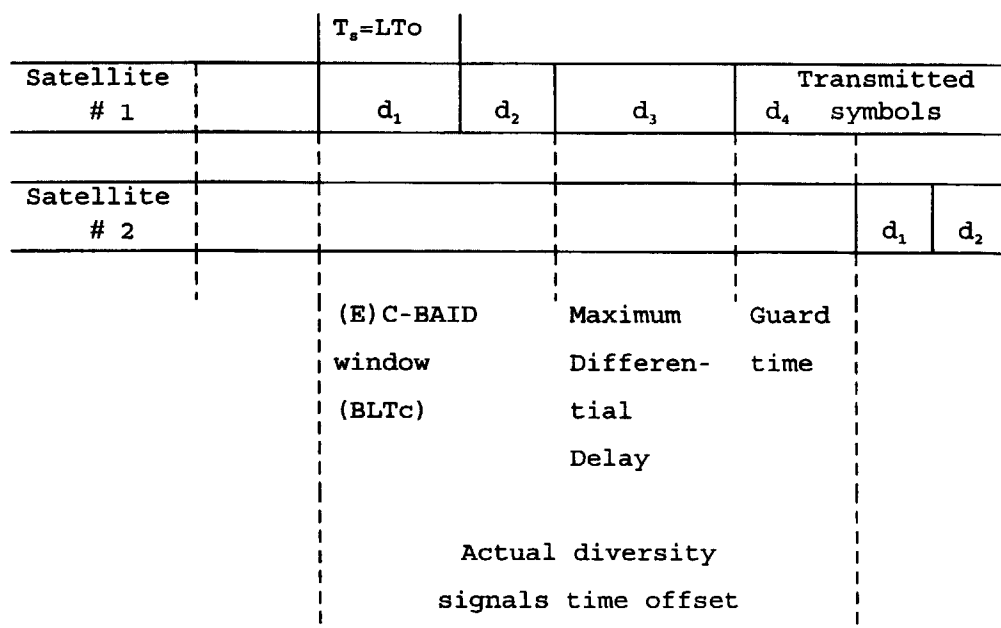 Tₛ=LTo
Satellite # 1
d₁ d₂ d₃ d₄
Transmitted symbols
Satellite # 2
d₁ d₂
(E)C-BAID
window
(BLTc)
Maximum
Differen-
tial
Delay
Guard
time
Actual diversity
signals time offset